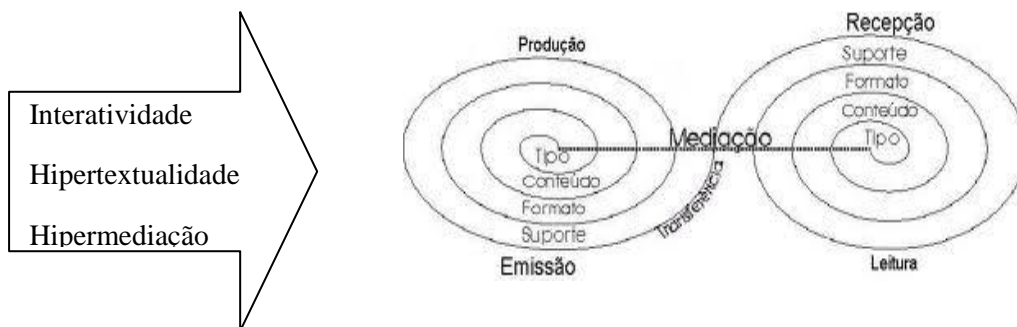 Interatividade
Hipertextualidade
Hipermediação
Produção
Tipo
Conteúdo
Formato
Suporte
Emissão
Mediação
Transferência
Recepção
Suporte
Formato
Conteúdo
Tipo
Leitura